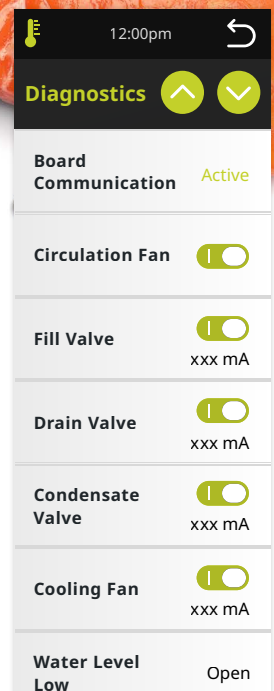 12:00pm
Diagnostics
Board
Communication
Active
Circulation Fan
Fill Valve
xxx mA
Drain Valve
xxx mA
Condensate
Valve
xxx mA
Cooling Fan
xxx mA
Water Level
Low
Open